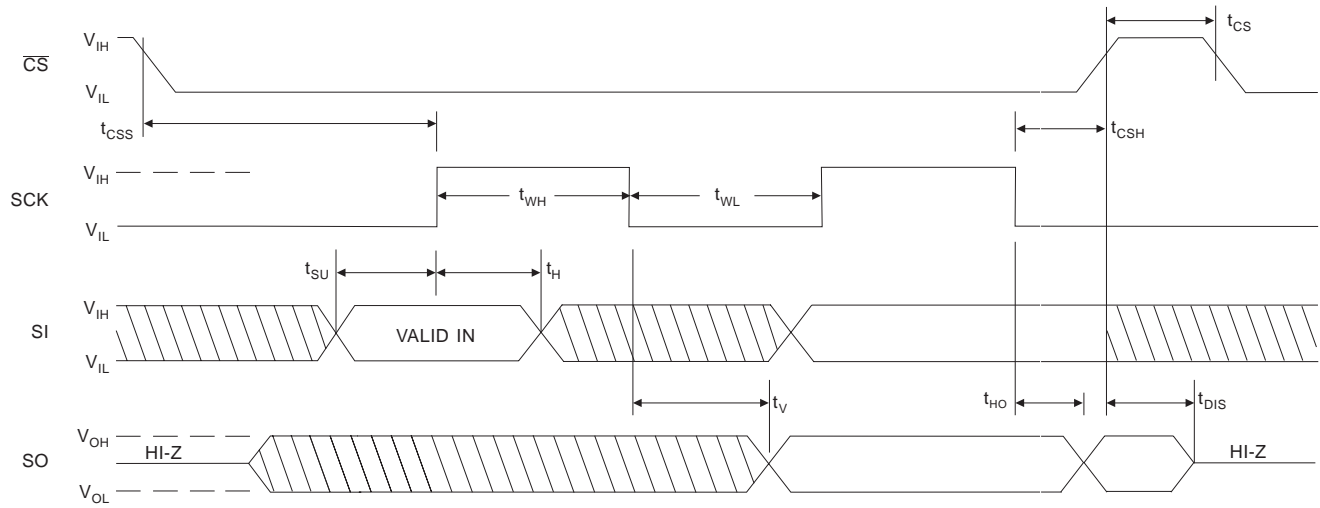 t_CS
V_IH
C̅S̅
V_IL
t_CSS
t_CSH
V_IH
SCK
t_WH
t_WL
V_IL
t_SU
t_H
V_IH
SI
VALID IN
V_IL
t_V
t_HO
t_DIS
V_OH
SO
HI-Z
HI-Z
V_OL